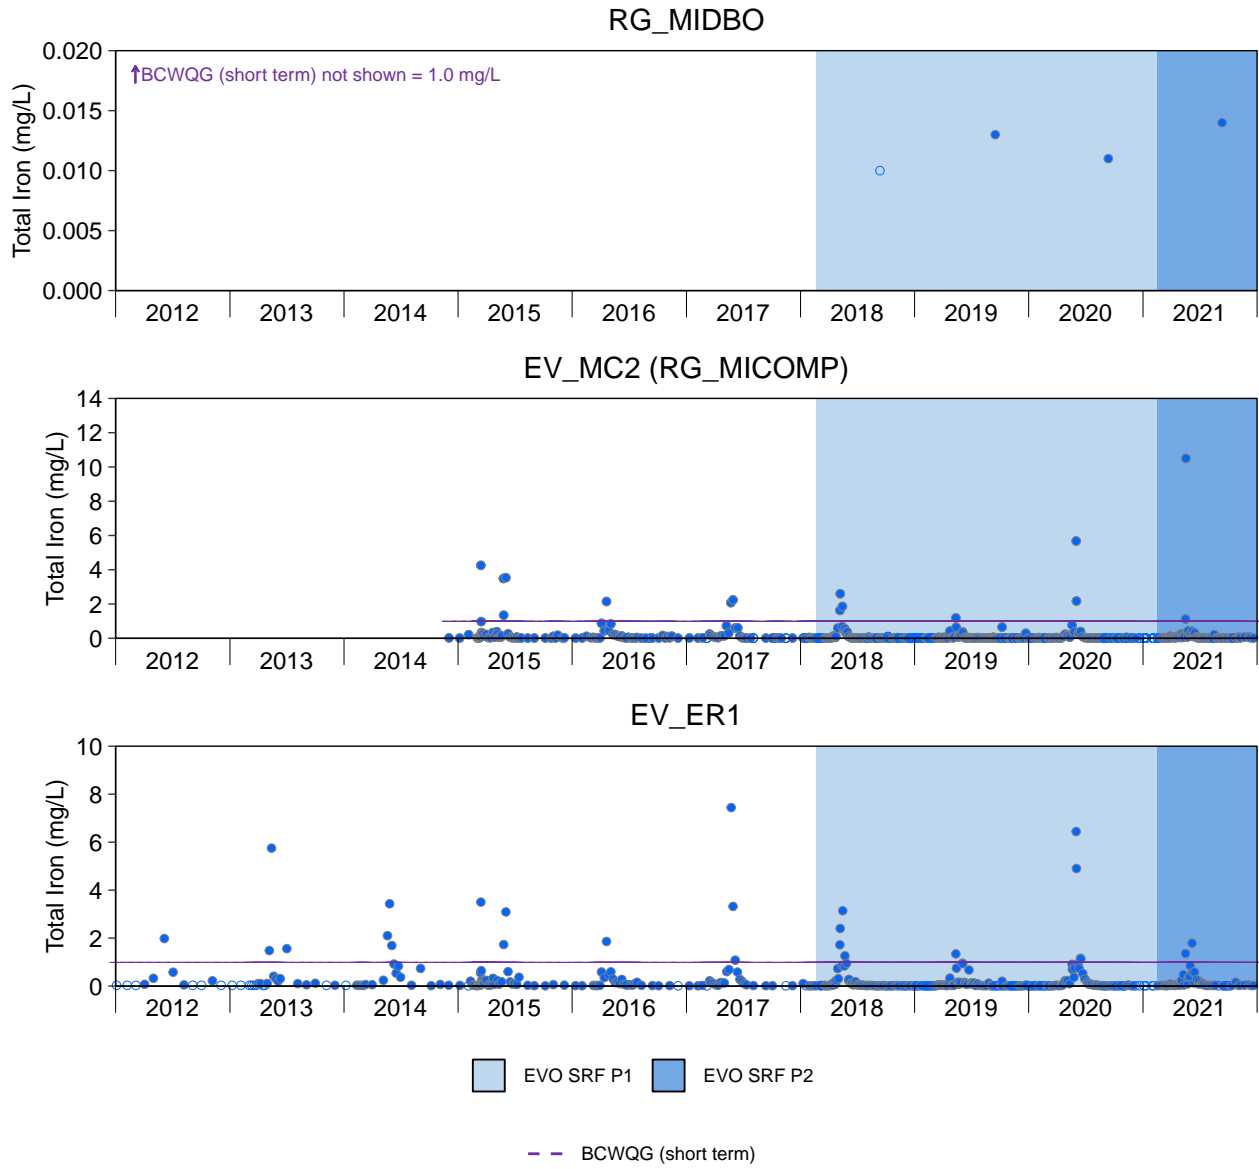 RG_MIDBO
↑BCWQG (short term) not shown = 1.0 mg/L
Total Iron (mg/L)
0.020
0.015
0.010
0.005
0.000
2012 2013 2014 2015 2016 2017 2018 2019 2020 2021
EV_MC2 (RG_MICOMP)
Total Iron (mg/L)
14
12
10
8
6
4
2
0
2012 2013 2014 2015 2016 2017 2018 2019 2020 2021
EV_ER1
Total Iron (mg/L)
10
8
6
4
2
0
2012 2013 2014 2015 2016 2017 2018 2019 2020 2021
EVO SRF P1 EVO SRF P2
BCWQG (short term)